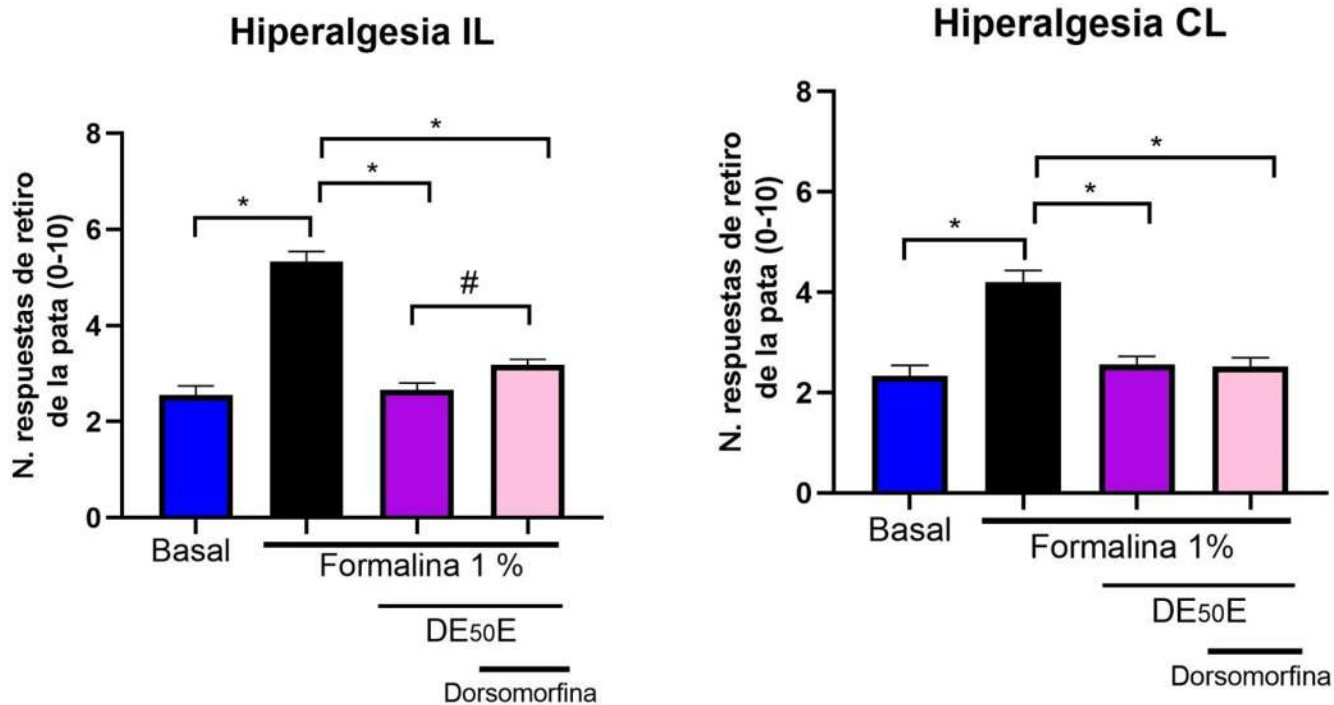 Hiperalgesia IL
N. respuestas de retiro
de la pata (0-10)
8
6
4
2
0
*
*
*
#
Basal
Formalina 1 %
DE50E
Dorsomorfina
Hiperalgesia CL
N. respuestas de retiro
de la pata (0-10)
8
6
4
2
0
*
*
*
Basal
Formalina 1%
DE50E
Dorsomorfina